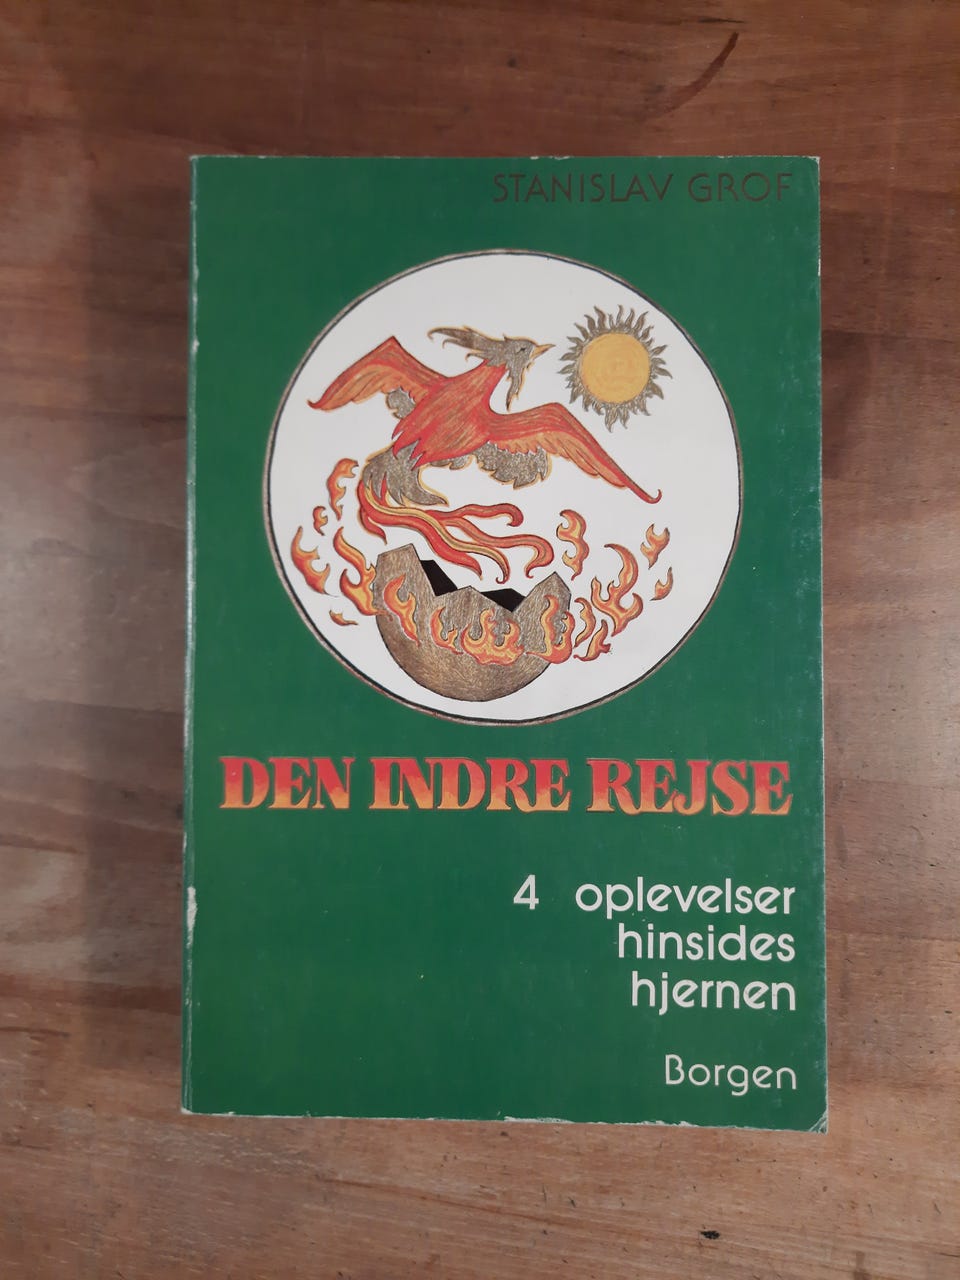 STANISLAV GROF
DEN INDRE REJSE
4 oplevelser
hinsides
hjernen
Borgen